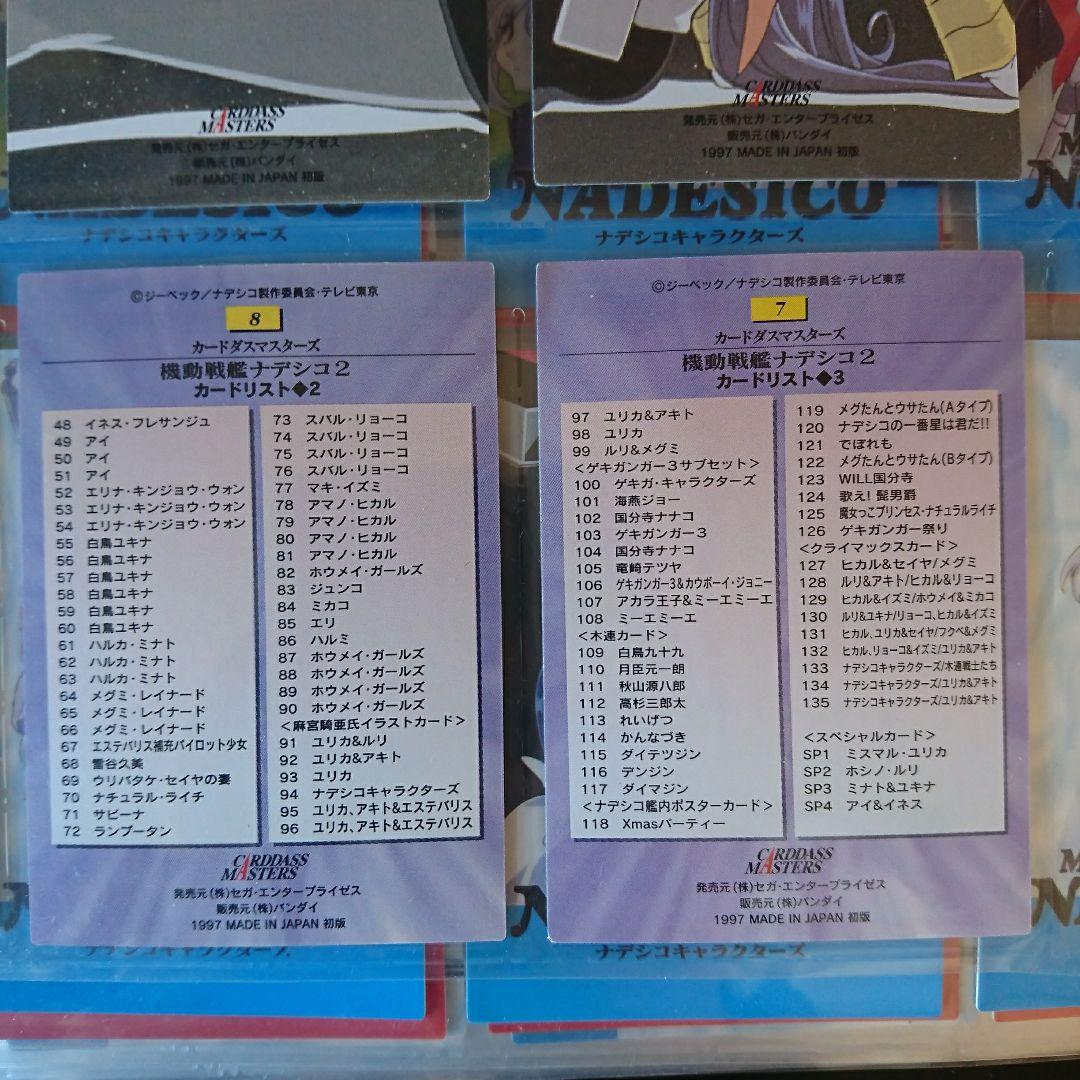 CARDDASS
MASTERS
発売元(株)セガ・エンタープライゼス
販売元(株)バンダイ
1997 MADE IN JAPAN 初版
CARDDASS
MASTERS
発売元(株)セガ・エンタープライゼス
販売元(株)バンダイ
1997 MADE IN JAPAN 初版
NADESICO
ナデシコキャラクターズ
NADESICO
ナデシコキャラクターズ
©ジーベック/ナデシコ製作委員会・テレビ東京
8
カードダスマスターズ
機動戦艦ナデシコ2
カードリスト◆2
48 イネス・フレサンジュ
49 アイ
50 アイ
51 アイ
52 エリナ・キンジョウ・ウォン
53 エリナ・キンジョウ・ウォン
54 エリナ・キンジョウ・ウォン
55 白鳥ユキナ
56 白鳥ユキナ
57 白鳥ユキナ
58 白鳥ユキナ
59 白鳥ユキナ
60 白鳥ユキナ
61 ハルカ・ミナト
62 ハルカ・ミナト
63 ハルカ・ミナト
64 メグミ・レイナード
65 メグミ・レイナード
66 メグミ・レイナード
67 エステバリス補充パイロット少女
68 雪谷久美
69 ウリバタケ・セイヤの妻
70 ナチュラル・ライチ
71 サビーナ
72 ランブータン
73 スバル・リョーコ
74 スバル・リョーコ
75 スバル・リョーコ
76 スバル・リョーコ
77 マキ・イズミ
78 アマノ・ヒカル
79 アマノ・ヒカル
80 アマノ・ヒカル
81 アマノ・ヒカル
82 ホウメイ・ガールズ
83 ジュンコ
84 ミカコ
85 エリ
86 ハルミ
87 ホウメイ・ガールズ
88 ホウメイ・ガールズ
89 ホウメイ・ガールズ
90 ホウメイ・ガールズ
<麻宮騎亜氏イラストカード>
91 ユリカ&ルリ
92 ユリカ&アキト
93 ユリカ
94 ナデシコキャラクターズ
95 ユリカ、アキト&エステバリス
96 ユリカ、アキト&エステバリス
CARDDASS
MASTERS
発売元(株)セガ・エンタープライゼス
販売元(株)バンダイ
1997 MADE IN JAPAN 初版
©ジーベック/ナデシコ製作委員会・テレビ東京
7
カードダスマスターズ
機動戦艦ナデシコ2
カードリスト◆3
97 ユリカ&アキト
98 ユリカ
99 ルリ&メグミ
<ゲキガンガー3サブセット>
100 ゲキガ・キャラクターズ
101 海燕ジョー
102 国分寺ナナコ
103 ゲキガンガー3
104 国分寺ナナコ
105 竜崎テツヤ
106 ゲキガンガー3&カウボーイ・ジョニー
107 アカラ王子&ミーエミーエ
108 ミーエミーエ
<木連カード>
109 白鳥九十九
110 月臣元一朗
111 秋山源八郎
112 高杉三郎太
113 れいげつ
114 かんなづき
115 ダイテツジン
116 デンジン
117 ダイマジン
<ナデシコ艦内ポスターカード>
118 Xmasパーティー
119 メグたんとウサたん(Aタイプ)
120 ナデシコの一番星は君だ!!
121 でぽれも
122 メグたんとウサたん(Bタイプ)
123 WILL国分寺
124 歌え! 髭男爵
125 魔女っこプリンセス・ナチュラルライチ
126 ゲキガンガー祭り
<クライマックスカード>
127 ヒカル&セイヤ/メグミ
128 ルリ&アキト/ヒカル&リョーコ
129 ヒカル&イズミ/ホウメイ&ミカコ
130 ルリ&ユキナ/リョーコ、ヒカル&イズミ
131 ヒカル、ユリカ&セイヤ/フクベ&メグミ
132 ヒカル、リョーコ&イズミ/ユリカ&アキト
133 ナデシコキャラクターズ/木連戦士たち
134 ナデシコキャラクターズ/ユリカ&アキト
135 ナデシコキャラクターズ/ユリカ&アキト
<スペシャルカード>
SP1 ミスマル・ユリカ
SP2 ホシノ・ルリ
SP3 ミナト&ユキナ
SP4 アイ&イネス
CARDDASS
MASTERS
発売元(株)セガ・エンタープライゼス
販売元(株)バンダイ
1997 MADE IN JAPAN 初版
ナデシコキャラクターズ
ナデシコキャラクターズ